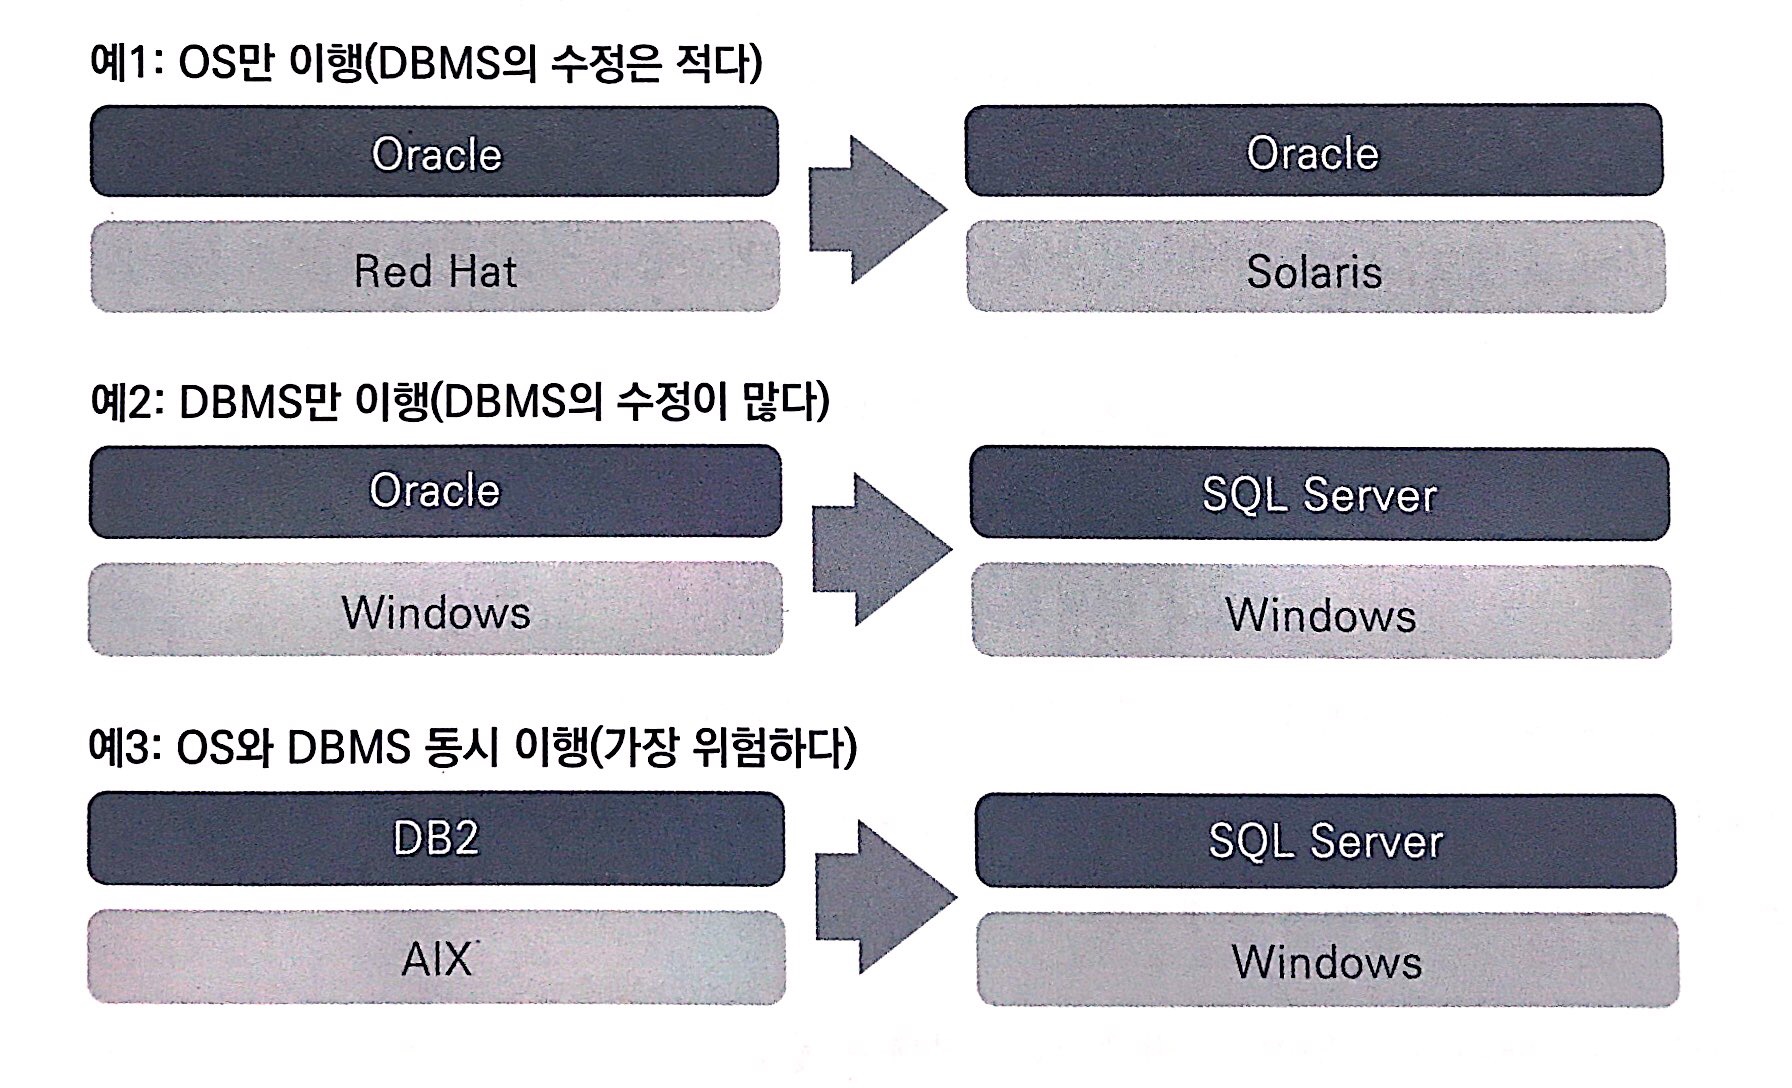 예1: OS만 이행(DBMS의 수정은 적다)
Oracle
Oracle
Red Hat
Solaris
예2: DBMS만 이행(DBMS의 수정이 많다)
Oracle
SQL Server
Windows
Windows
예3: OS와 DBMS 동시 이행(가장 위험하다)
DB2
SQL Server
AIX
Windows